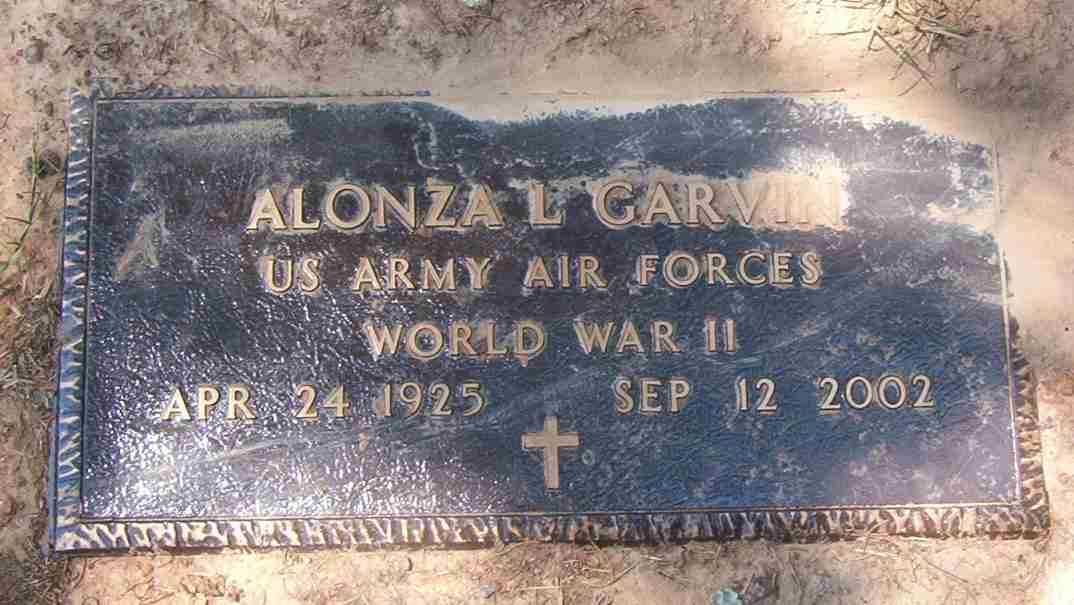 ALONZA L GARVIN
US ARMY AIR FORCES
WORLD WAR II
APR 24 1925 SEP 12 2002